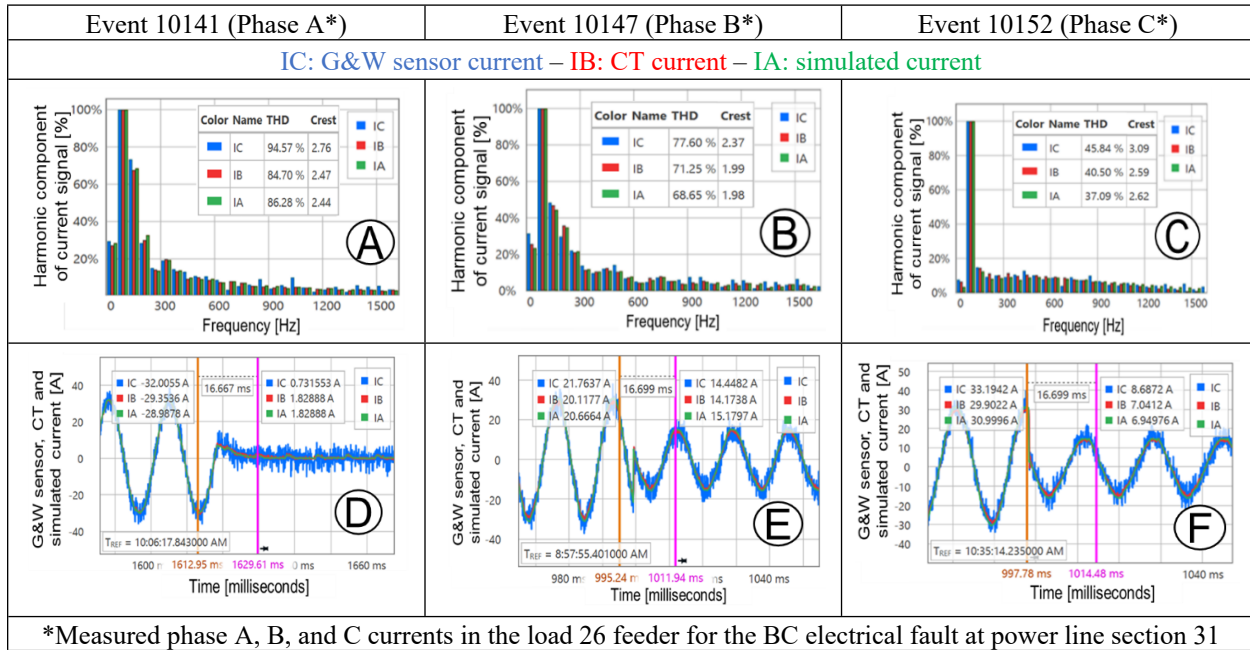 Event 10141 (Phase A*)
Event 10147 (Phase B*)
Event 10152 (Phase C*)
IC: G&W sensor current – IB: CT current – IA: simulated current
Harmonic component
of current signal [%]
100%
80%
60%
40%
20%
Color Name THD Crest
IC 94.57 % 2.76
IB 84.70 % 2.47
IA 86.28 % 2.44
IC
IB
IA
A
0 300 600 900 1200 1500
Frequency [Hz]
Harmonic component
of current signal [%]
100%
80%
60%
40%
20%
0%
Color Name THD Crest
IC 77.60 % 2.37
IB 71.25 % 1.99
IA 68.65 % 1.98
IC
IB
IA
B
0 300 600 900 1200 1500
Frequency [Hz]
Harmonic component
of current signal [%]
100%
80%
60%
40%
20%
0%
Color Name THD Crest
IC 45.84 % 3.09
IB 40.50 % 2.59
IA 37.09 % 2.62
IC
IB
IA
C
0 300 600 900 1200 1500
Frequency [Hz]
G&W sensor, CT and
simulated current [A]
40
20
0
-20
-40
IC -32.0055 A
IB -29.3536 A
IA -28.9878 A
16.667 ms
IC 0.731553 A
IB 1.82888 A
IA 1.82888 A
IC
IB
IA
D
TREF = 10:06:17.843000 AM
1600 1612.95 ms 1629.61 ms 0 ms 1660 ms
Time [milliseconds]
G&W sensor, CT and
simulated current [A]
40
20
0
-20
-40
IC 21.7637 A
IB 20.1177 A
IA 20.6664 A
16.699 ms
IC 14.4482 A
IB 14.1738 A
IA 15.1797 A
IC
IB
IA
E
TREF = 8:57:55.401000 AM
980 ms 995.24 ms 1011.94 ms 1040 ms
Time [milliseconds]
G&W sensor, CT and
simulated current [A]
50
40
30
20
10
0
-10
-20
-30
-40
IC 33.1942 A
IB 29.9022 A
IA 30.9996 A
16.699 ms
IC 8.6872 A
IB 7.0412 A
IA 6.94976 A
IC
IB
IA
F
TREF = 10:35:14.235000 AM
997.78 ms 1014.48 ms 1040 ms
Time [milliseconds]
*Measured phase A, B, and C currents in the load 26 feeder for the BC electrical fault at power line section 31